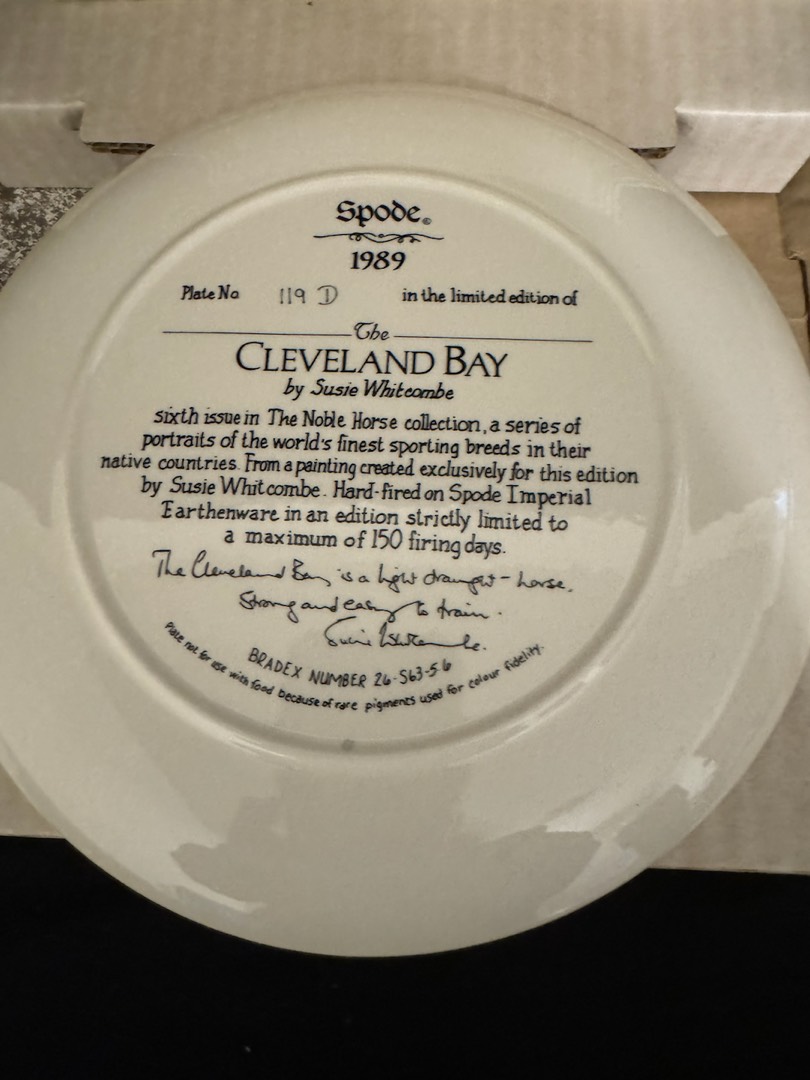 Spode®
1989
Plate No 119 D in the limited edition of
The
CLEVELAND BAY
by Susie Whitcombe
sixth issue in The Noble Horse collection, a series of
portraits of the world's finest sporting breeds in their
native countries. From a painting created exclusively for this edition
by Susie Whitcombe. Hard-fired on Spode Imperial
Earthenware in an edition strictly limited to
a maximum of 150 firing days.
The Cleveland Bay is a light draught-horse.
Strong and easy to train.
Susie Whitcombe.
BRADEX NUMBER 26-S63-5·6
Plate not for use with food because of rare pigments used for colour fidelity.